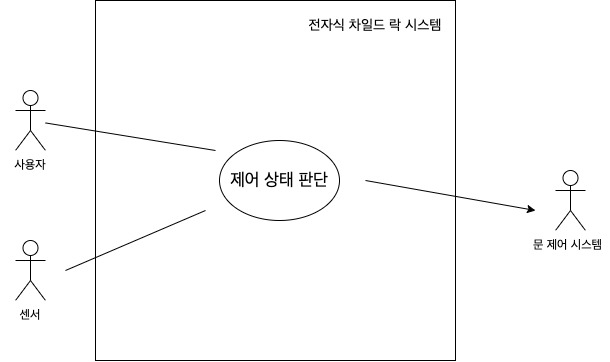 전자식 차일드 락 시스템
사용자
제어 상태 판단
문 제어 시스템
센서